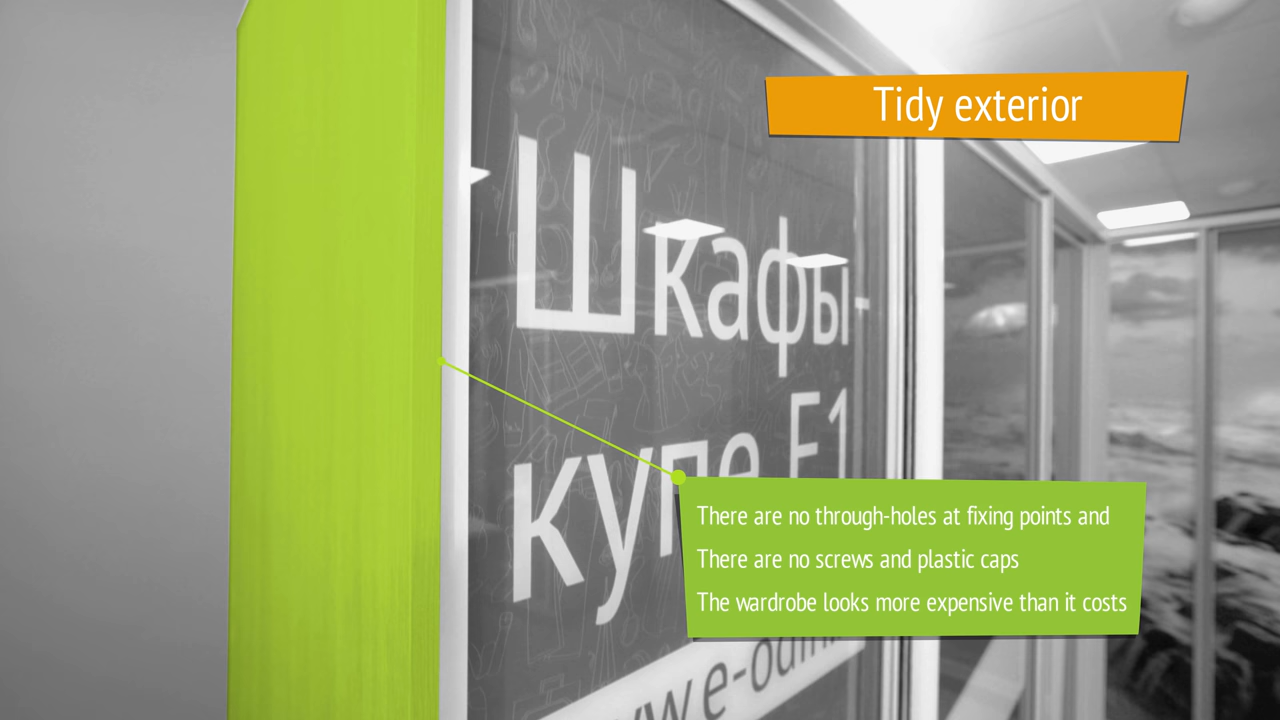 Tidy exterior
Шкафы-
купе E1
There are no through-holes at fixing points and
There are no screws and plastic caps
The wardrobe looks more expensive than it costs